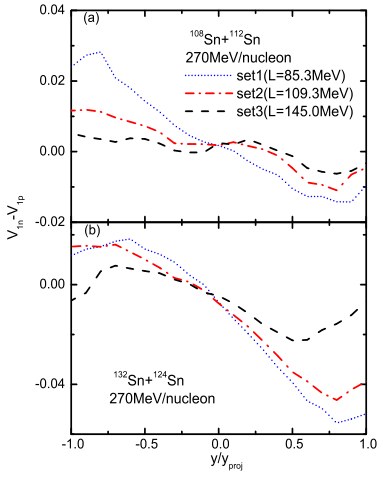 (a)
¹⁰⁸Sn+¹¹²Sn
270MeV/nucleon
set1(L=85.3MeV)
set2(L=109.3MeV)
set3(L=145.0MeV)
0.04
0.02
0.00
-0.02
V₁ₙ-V₁ₚ
(b)
0.00
-0.04
¹³²Sn+¹²⁴Sn
270MeV/nucleon
-1.0 -0.5 0.0 0.5 1.0
y/y_proj